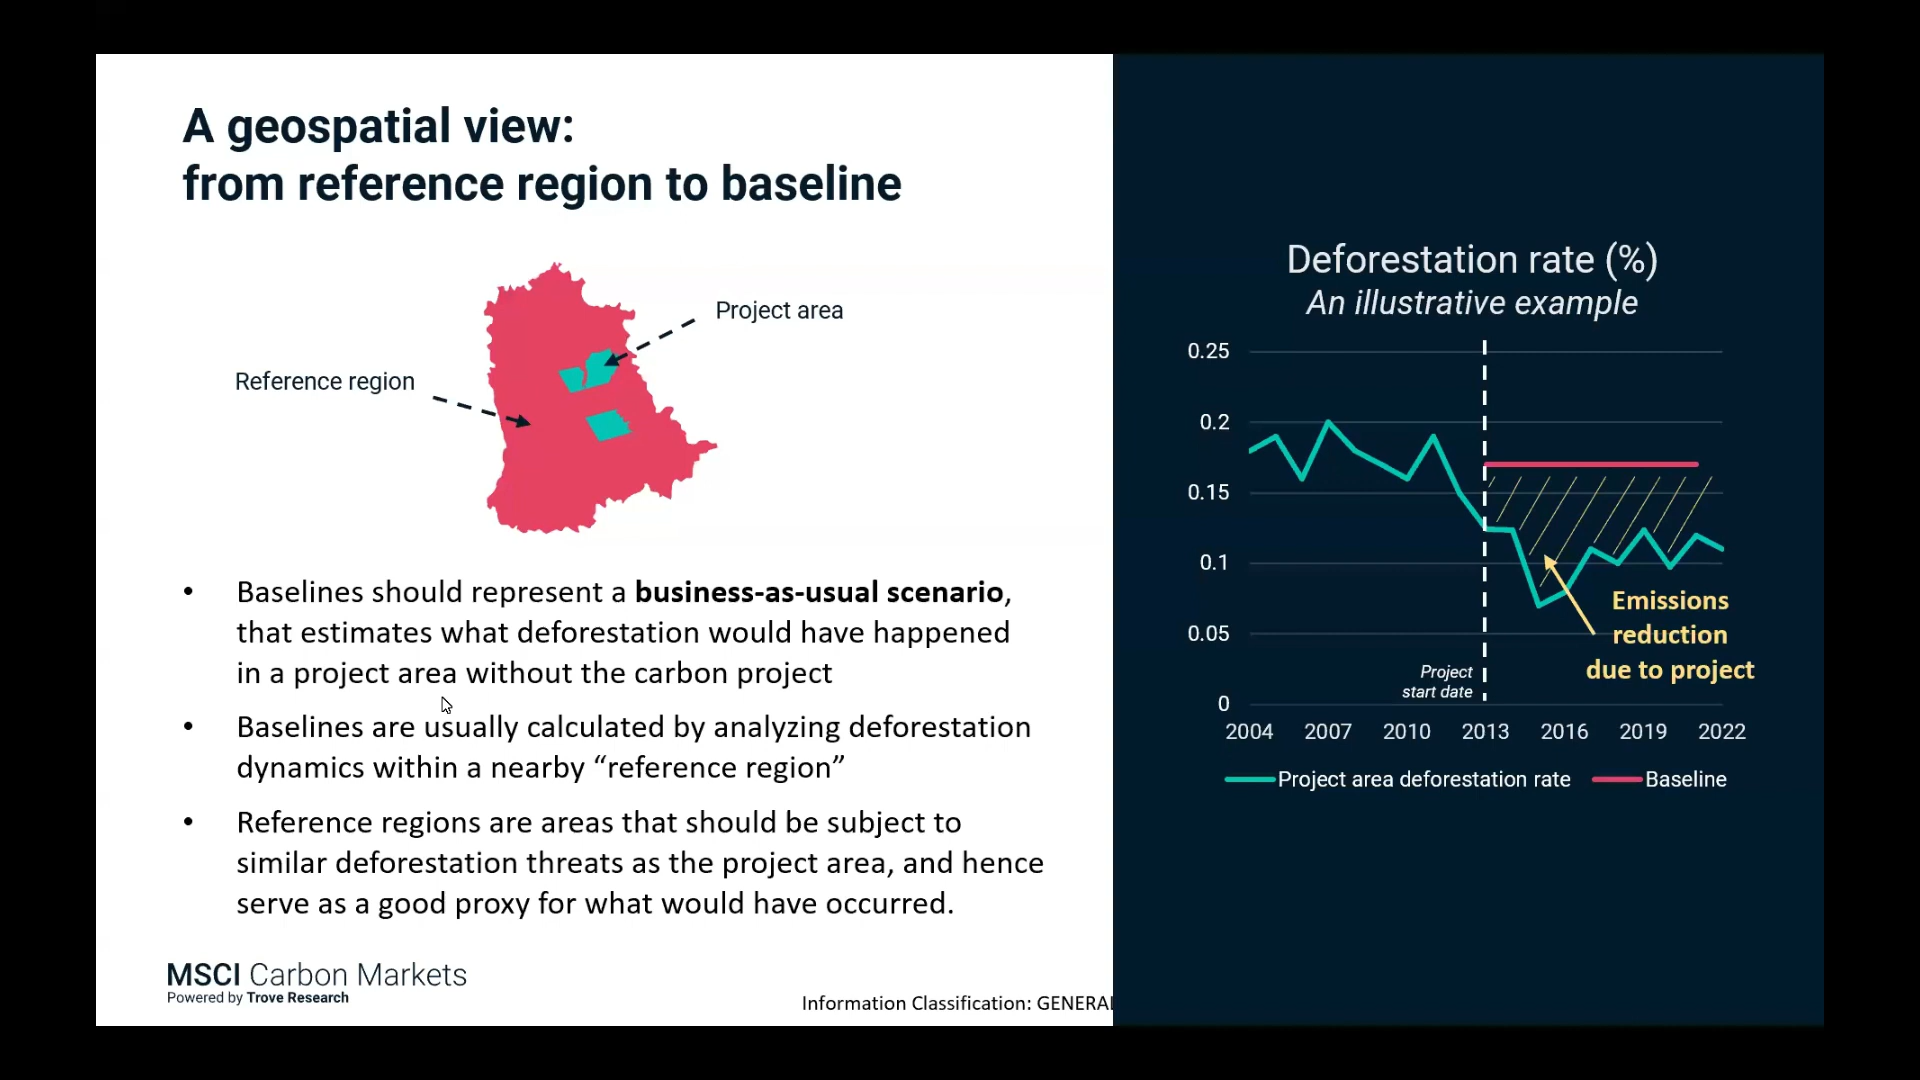 A geospatial view:
from reference region to baseline
Project area
Reference region
• Baselines should represent a business-as-usual scenario,
that estimates what deforestation would have happened
in a project area without the carbon project
• Baselines are usually calculated by analyzing deforestation
dynamics within a nearby “reference region”
• Reference regions are areas that should be subject to
similar deforestation threats as the project area, and hence
serve as a good proxy for what would have occurred.
MSCI Carbon Markets
Powered by Trove Research
Information Classification: GENERAL
Deforestation rate (%)
An illustrative example
0.25
0.2
0.15
0.1
0.05
0
Emissions
reduction
due to project
Project
start date
2004 2007 2010 2013 2016 2019 2022
Project area deforestation rate Baseline